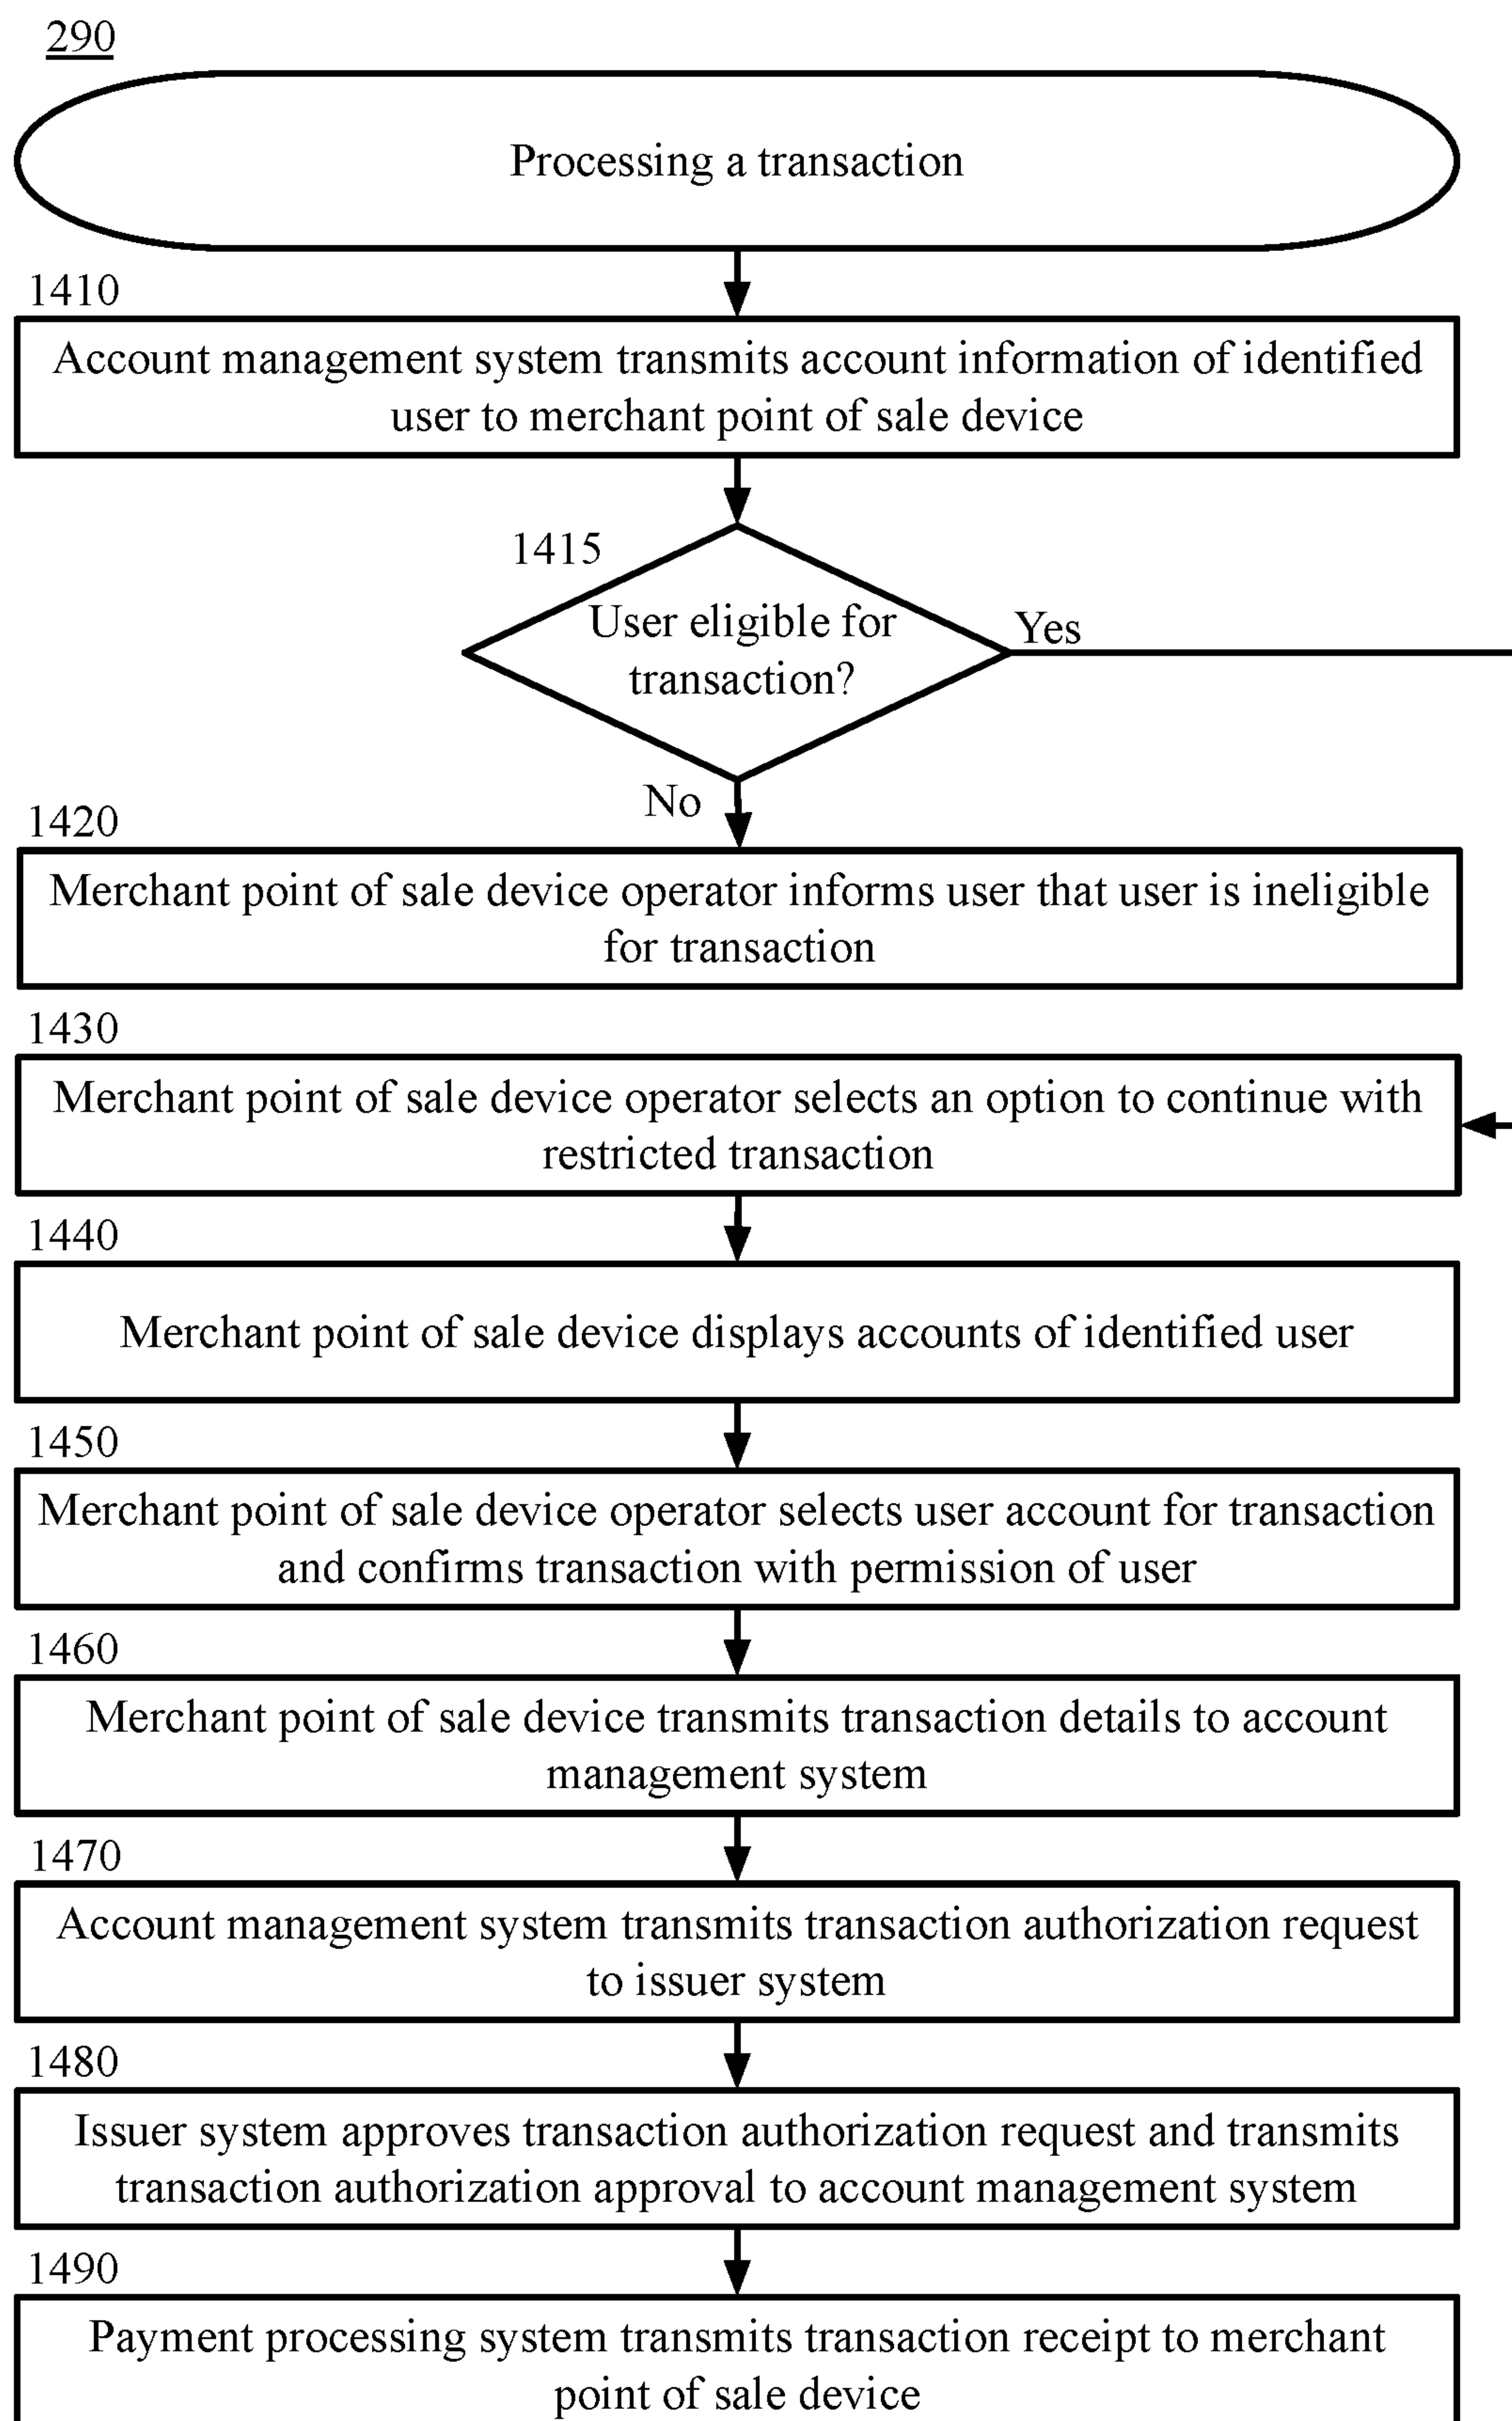 290
Processing a transaction
1410
Account management system transmits account information of identified
user to merchant point of sale device
1415
User eligible for
transaction?
Yes
No
1420
Merchant point of sale device operator informs user that user is ineligible
for transaction
1430
Merchant point of sale device operator selects an option to continue with
restricted transaction
1440
Merchant point of sale device displays accounts of identified user
1450
Merchant point of sale device operator selects user account for transaction
and confirms transaction with permission of user
1460
Merchant point of sale device transmits transaction details to account
management system
1470
Account management system transmits transaction authorization request
to issuer system
1480
Issuer system approves transaction authorization request and transmits
transaction authorization approval to account management system
1490
Payment processing system transmits transaction receipt to merchant
point of sale device